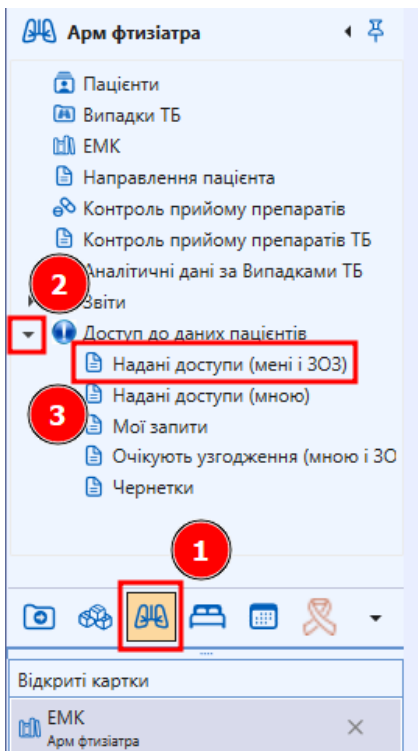 Арм фтизіатра
Пацієнти
Випадки ТБ
ЕМК
Направлення пацієнта
Контроль прийому препаратів
Контроль прийому препаратів ТБ
Аналітичні дані за Випадками ТБ
2
Звіти
Доступ до даних пацієнтів
Надані доступи (мені і ЗОЗ)
Надані доступи (мною)
3
Мої запити
Очікують узгодження (мною і ЗО
Чернетки
1
Відкриті картки
ЕМК
Арм фтизіатра